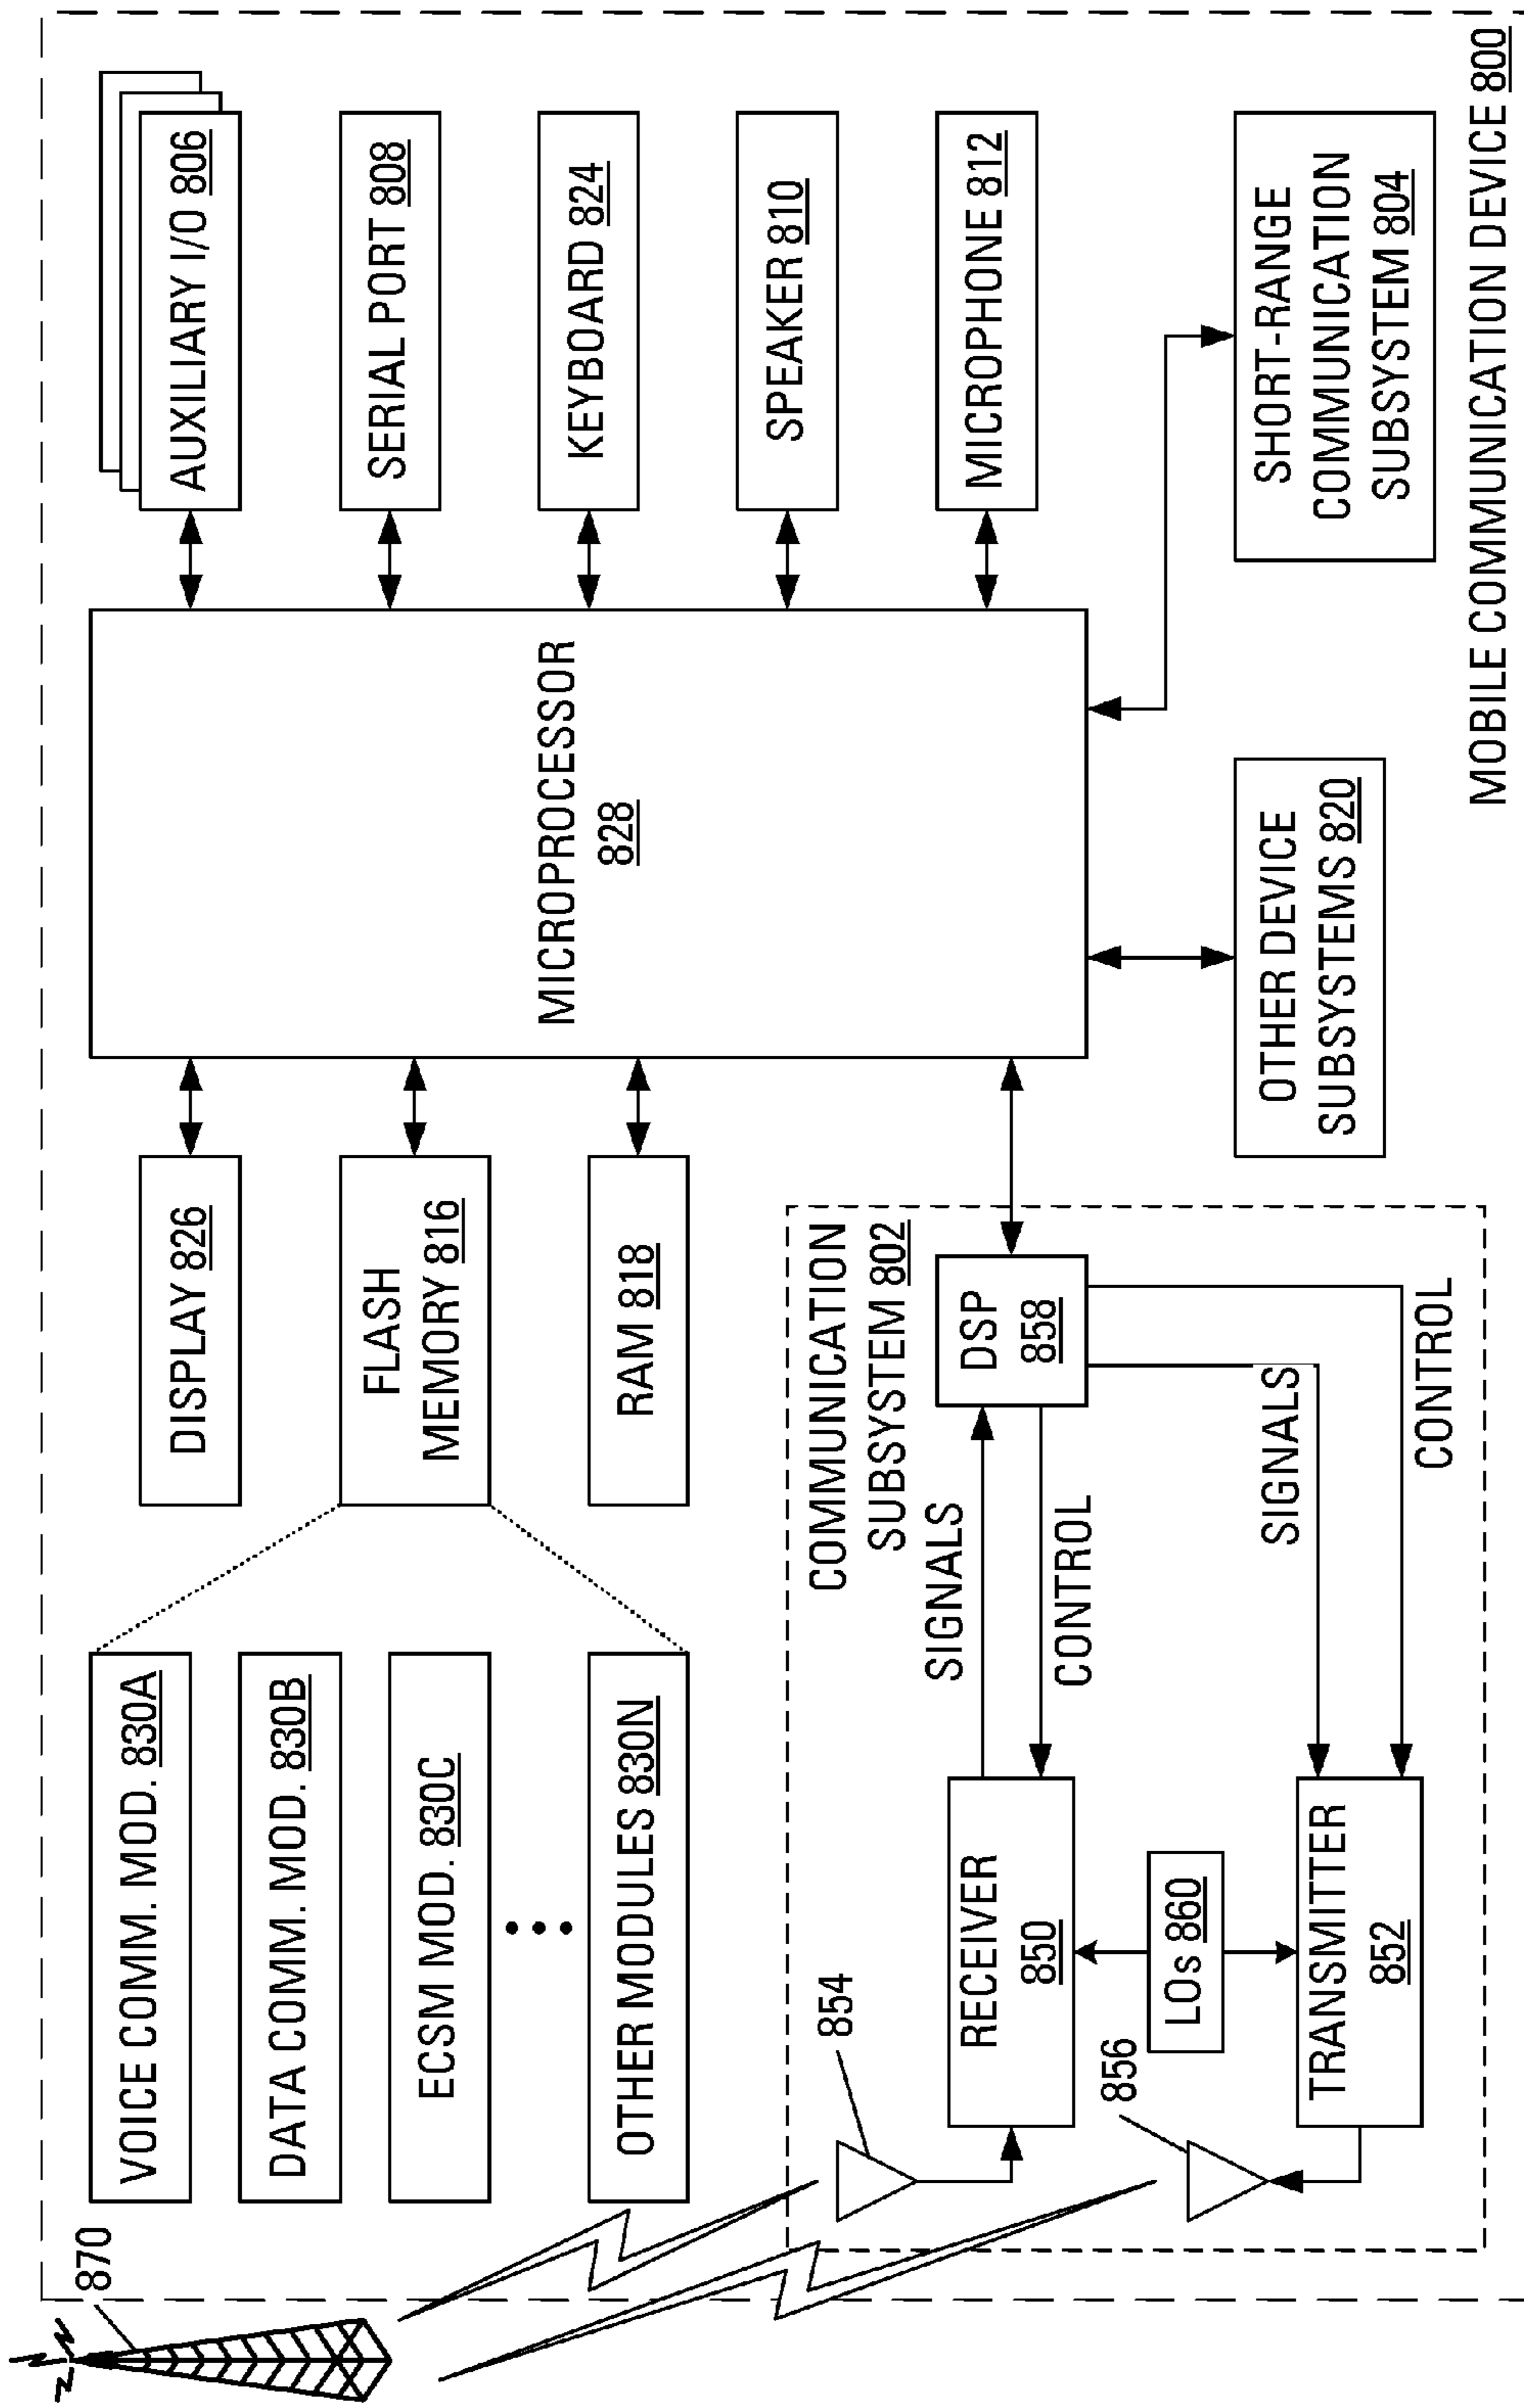 870
VOICE COMM. MOD. 830A
DATA COMM. MOD. 830B
ECSM MOD. 830C
OTHER MODULES 830N
DISPLAY 826
FLASH
MEMORY 816
RAM 818
MICROPROCESSOR
828
AUXILIARY I/O 806
SERIAL PORT 808
KEYBOARD 824
SPEAKER 810
MICROPHONE 812
COMMUNICATION
SUBSYSTEM 802
854
RECEIVER
850
SIGNALS
CONTROL
DSP
858
856
LOs 860
TRANSMITTER
852
SIGNALS
CONTROL
OTHER DEVICE
SUBSYSTEMS 820
SHORT-RANGE
COMMUNICATION
SUBSYSTEM 804
MOBILE COMMUNICATION DEVICE 800